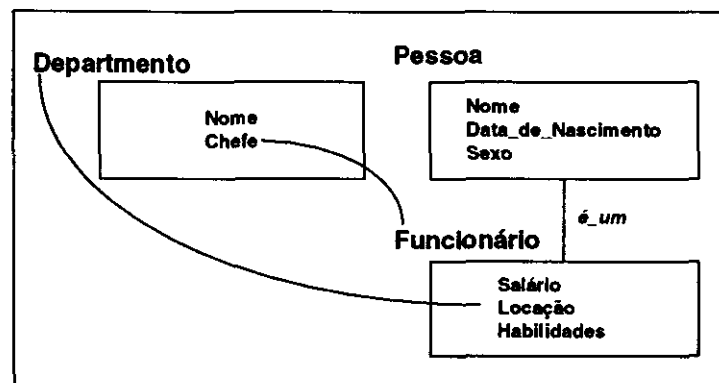 Departmento
Nome
Chefe
Pessoa
Nome
Data_de_Nascimento
Sexo
é_um
Funcionário
Salário
Locação
Habilidades